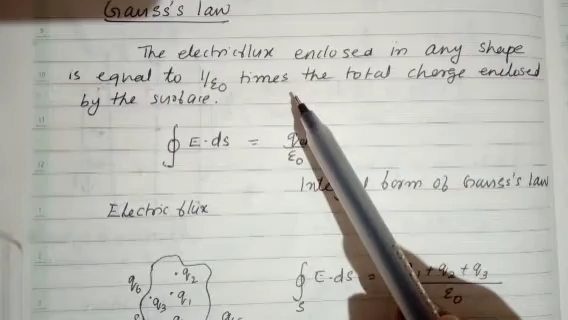 Gauss's law
The electric flux enclosed in any shape
is equal to 1/ε0 times the total charge enclosed
by the surface.
∮ E·ds = q
ε0
form of Gauss's law
Electric flux
q6 ·q2
·q3 ·q1
∮ E·ds = + q2 + q3
S ε0